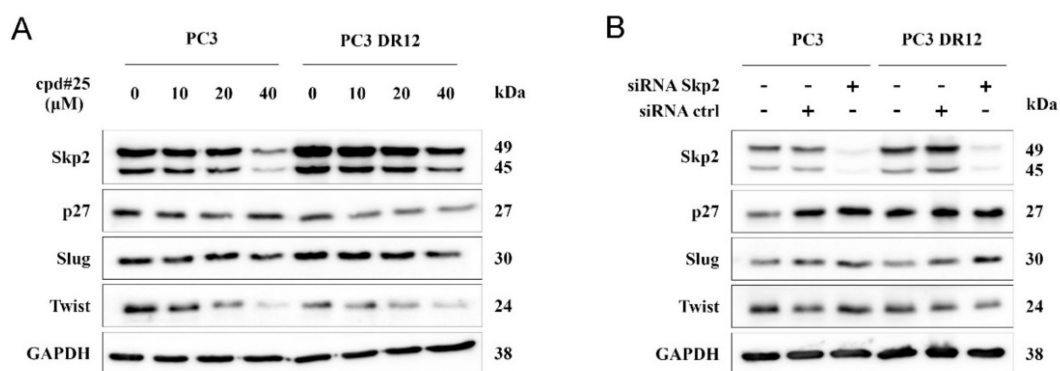 A
PC3 PC3 DR12
cpd#25 (μM) 0 10 20 40 0 10 20 40 kDa
Skp2 49
45
p27 27
Slug 30
Twist 24
GAPDH 38
B
PC3 PC3 DR12
siRNA Skp2 - - + - - +
siRNA ctrl - + - - + - kDa
Skp2 49
45
p27 27
Slug 30
Twist 24
GAPDH 38